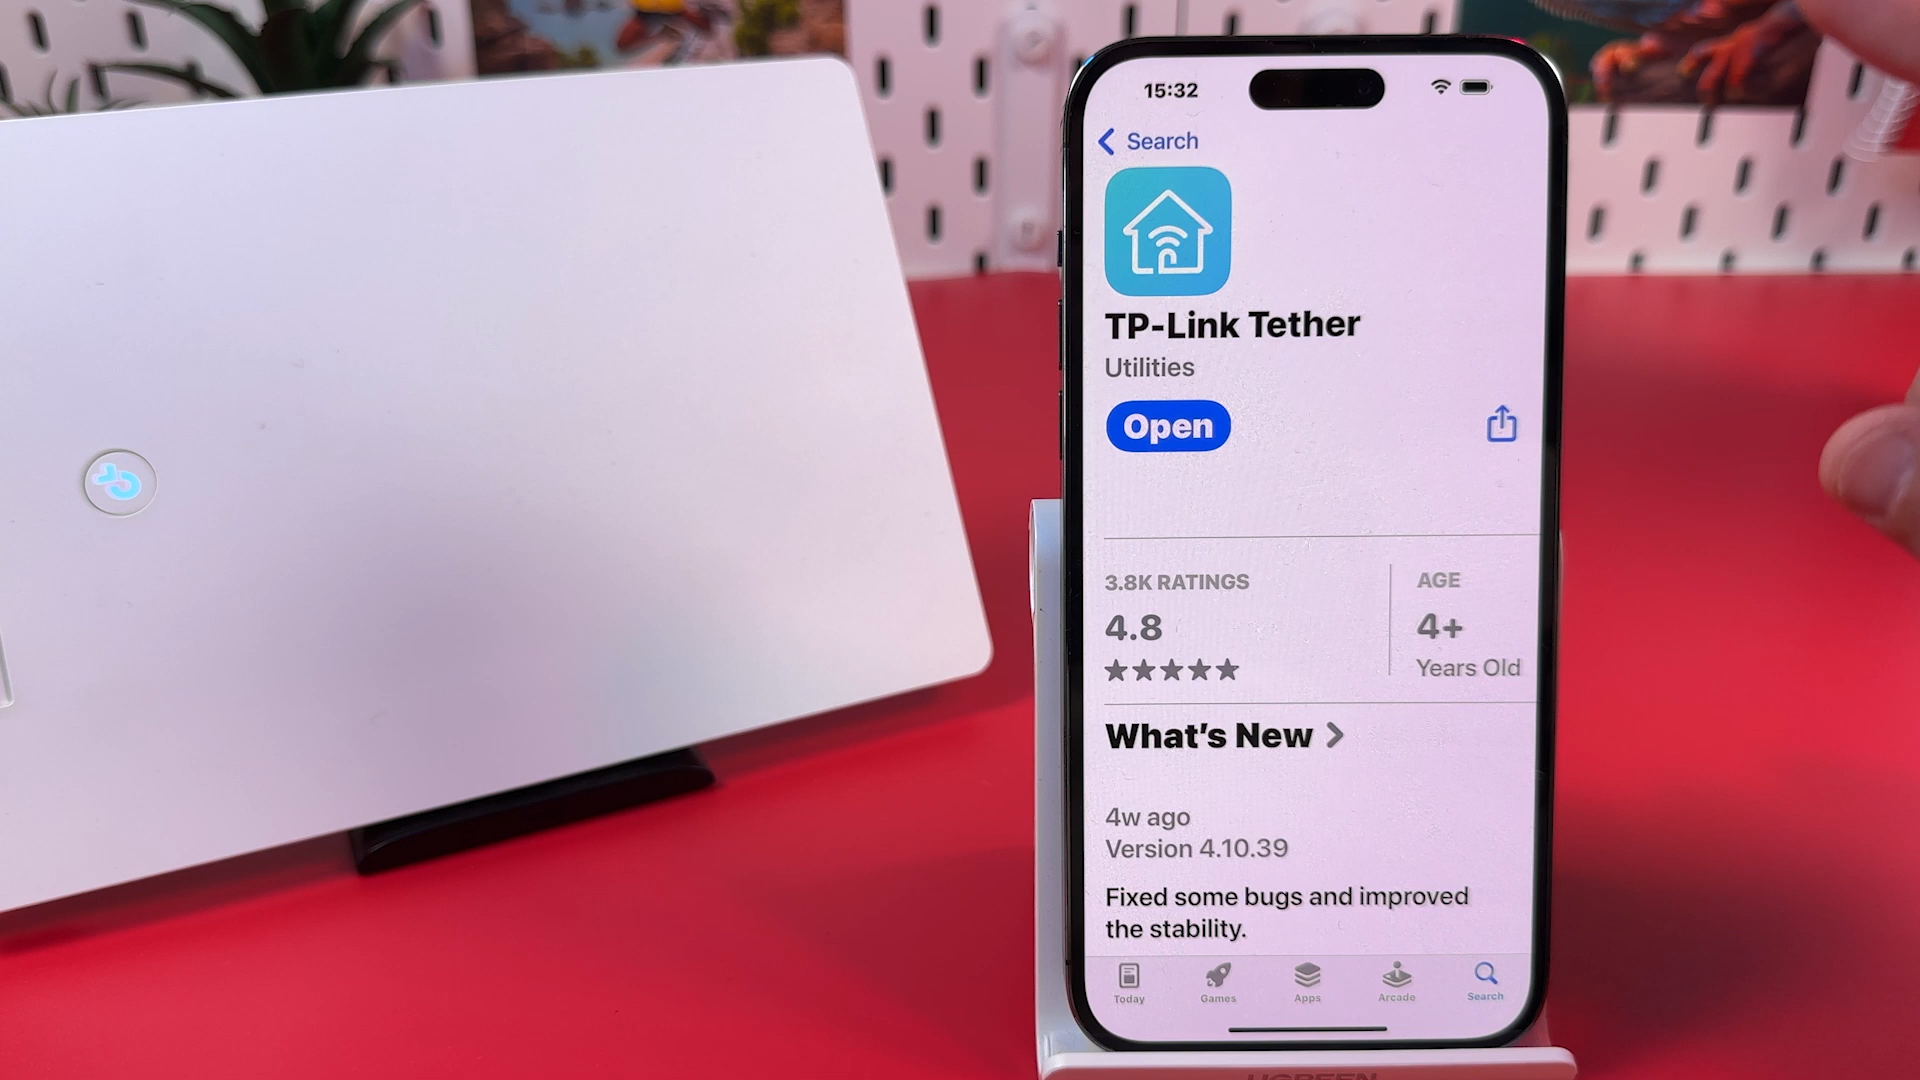 15:32
Search
TP-Link Tether
Utilities
Open
3.8K RATINGS
4.8
AGE
4+
Years Old
What's New
4w ago
Version 4.10.39
Fixed some bugs and improved
the stability.
Today
Games
Apps
Arcade
Search
UGREEN